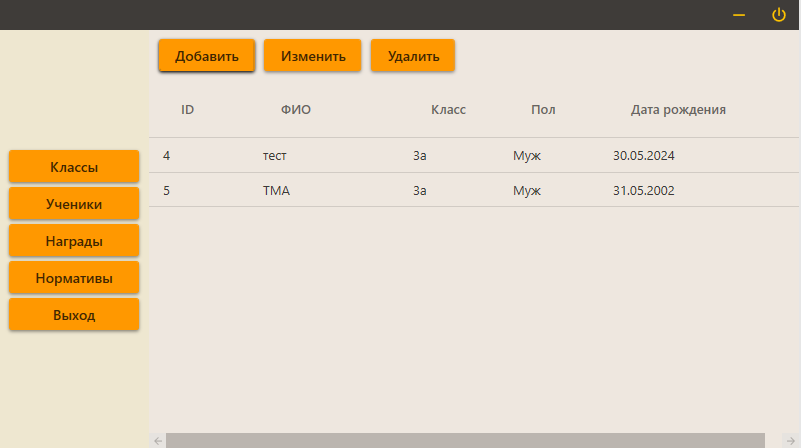 Добавить Изменить Удалить
ID ФИО Класс Пол Дата рождения
4 тест 3а Муж 30.05.2024
5 ТМА 3а Муж 31.05.2002
Классы
Ученики
Награды
Нормативы
Выход